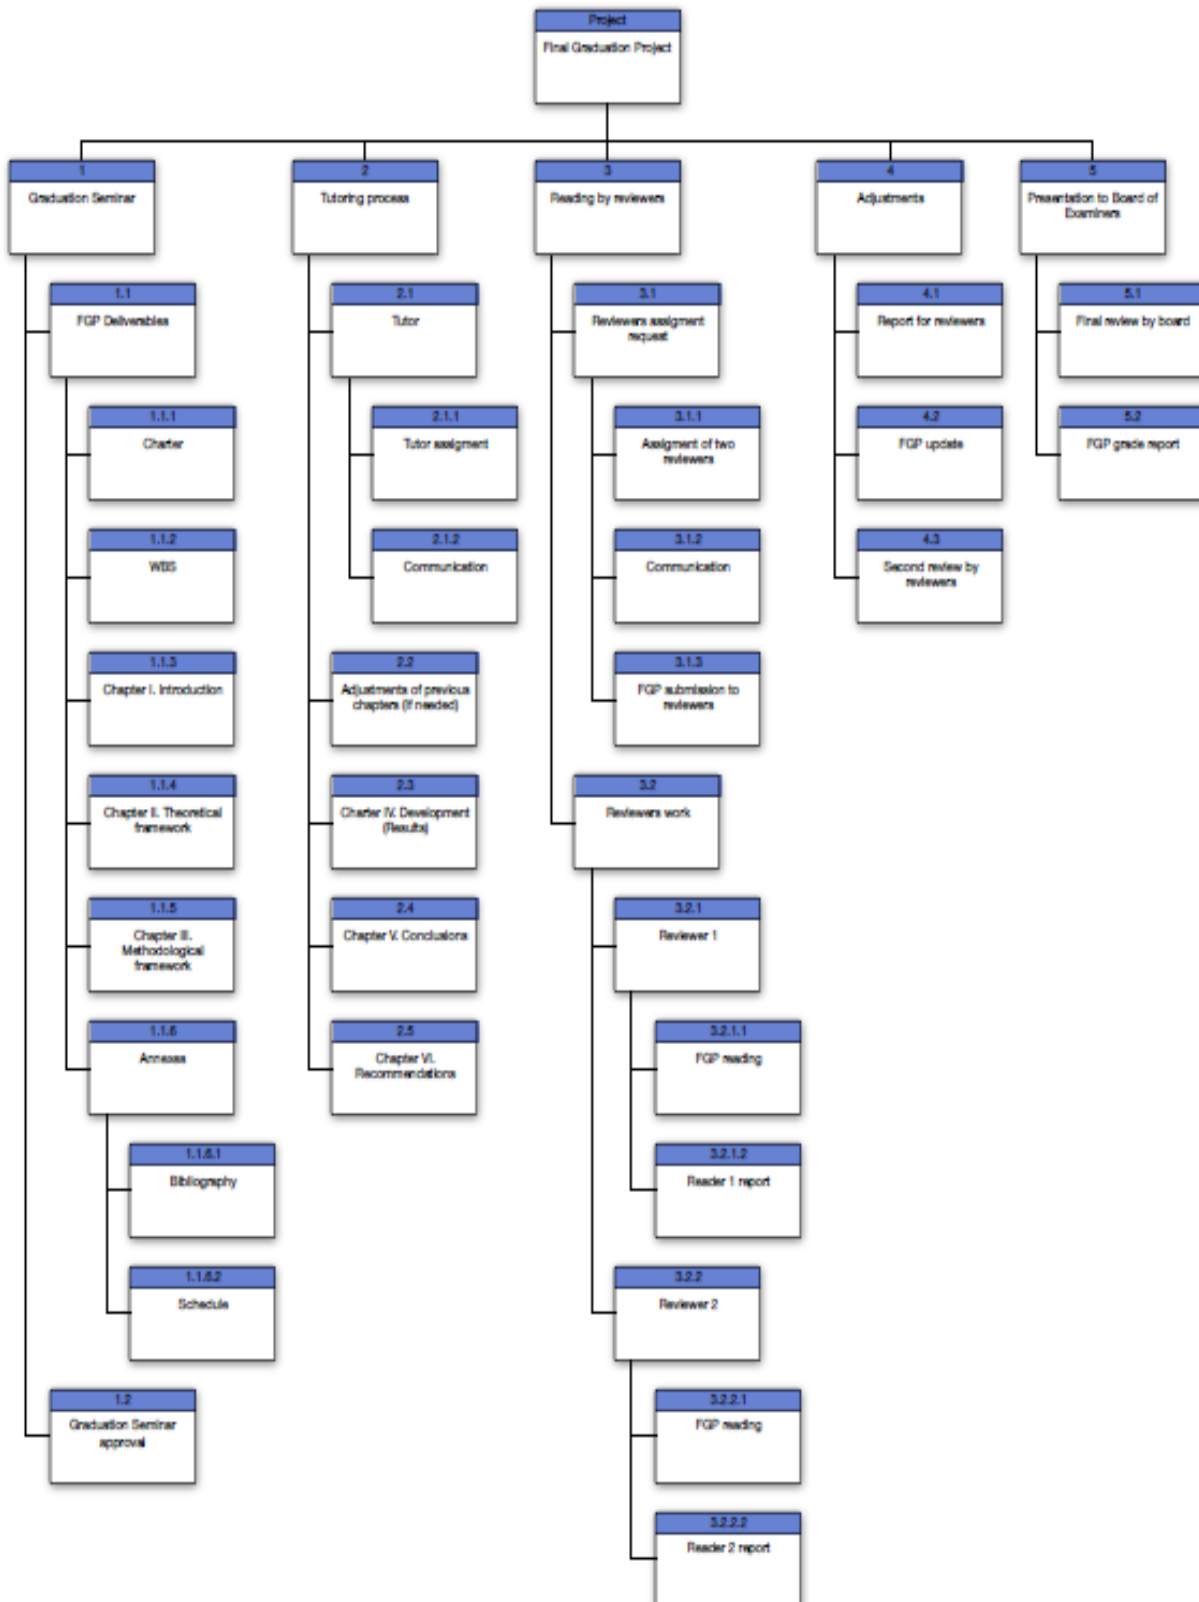 Project
Final Graduation Project
1
Graduation Seminar
1.1
FGP Deliverables
1.1.1
Charter
1.1.2
WBS
1.1.3
Chapter I. Introduction
1.1.4
Chapter II. Theoretical
framework
1.1.5
Chapter III.
Methodological
framework
1.1.6
Annexes
1.1.6.1
Bibliography
1.1.6.2
Schedule
1.2
Graduation Seminar
approval
2
Tutoring process
2.1
Tutor
2.1.1
Tutor assigment
2.1.2
Communication
2.2
Adjustments of previous
chapters (if needed)
2.3
Charter IV. Development
(Results)
2.4
Chapter V. Conclusions
2.5
Chapter VI.
Recommendations
3
Reading by reviewers
3.1
Reviewers assigment
request
3.1.1
Assigment of two
reviewers
3.1.2
Communication
3.1.3
FGP submission to
reviewers
3.2
Reviewers work
3.2.1
Reviewer 1
3.2.1.1
FGP reading
3.2.1.2
Reader 1 report
3.2.2
Reviewer 2
3.2.2.1
FGP reading
3.2.2.2
Reader 2 report
4
Adjustments
4.1
Report for reviewers
4.2
FGP update
4.3
Second review by
reviewers
5
Presentation to Board of
Examiners
5.1
Final review by board
5.2
FGP grade report